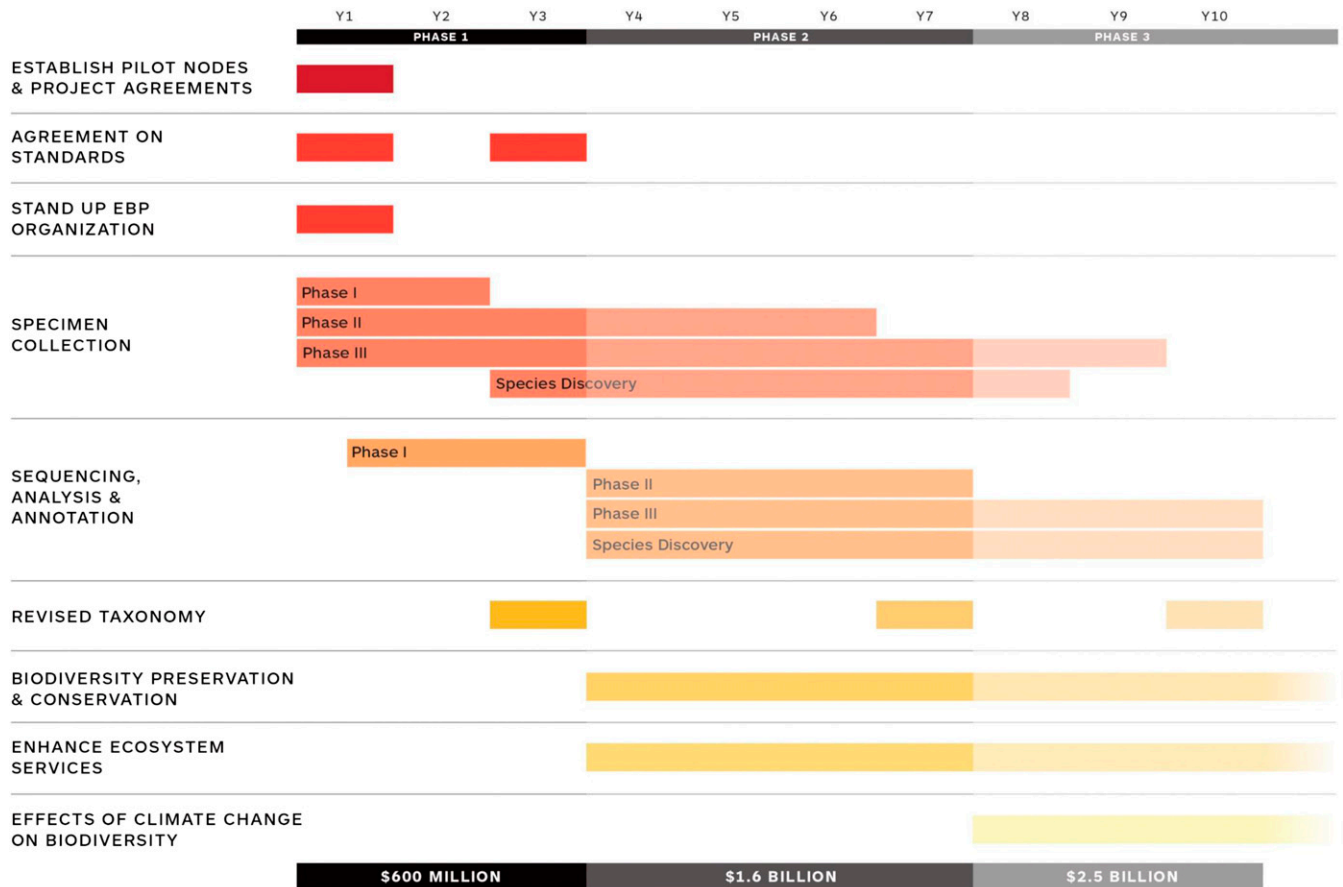 Y1 Y2 Y3 Y4 Y5 Y6 Y7 Y8 Y9 Y10
PHASE 1 PHASE 2 PHASE 3
ESTABLISH PILOT NODES
& PROJECT AGREEMENTS
AGREEMENT ON
STANDARDS
STAND UP EBP
ORGANIZATION
SPECIMEN
COLLECTION
Phase I
Phase II
Phase III
Species Discovery
SEQUENCING,
ANALYSIS &
ANNOTATION
Phase I
Phase II
Phase III
Species Discovery
REVISED TAXONOMY
BIODIVERSITY PRESERVATION
& CONSERVATION
ENHANCE ECOSYSTEM
SERVICES
EFFECTS OF CLIMATE CHANGE
ON BIODIVERSITY
$600 MILLION $1.6 BILLION $2.5 BILLION